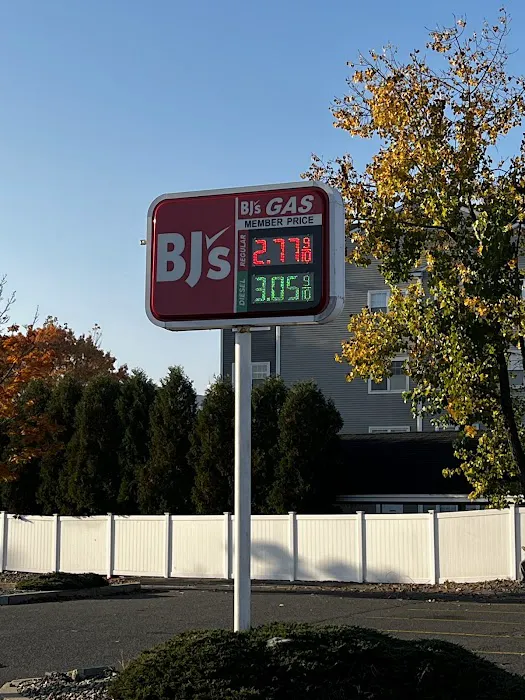 BJ's
BJ's GAS
MEMBER PRICE
REGULAR
2.77 9/10
DIESEL
3.05 9/10